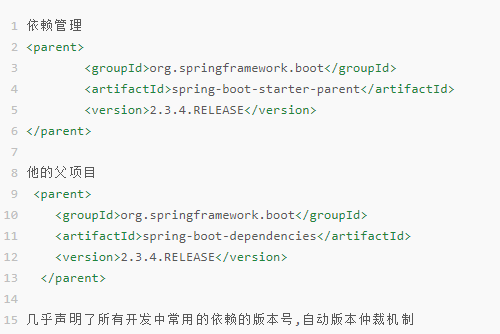 1 依赖管理
2 <parent>
3         <groupId>org.springframework.boot</groupId>
4         <artifactId>spring-boot-starter-parent</artifactId>
5         <version>2.3.4.RELEASE</version>
6 </parent>
7
8 他的父项目
9  <parent>
10     <groupId>org.springframework.boot</groupId>
11     <artifactId>spring-boot-dependencies</artifactId>
12     <version>2.3.4.RELEASE</version>
13   </parent>
14
15 几乎声明了所有开发中常用的依赖的版本号,自动版本仲裁机制